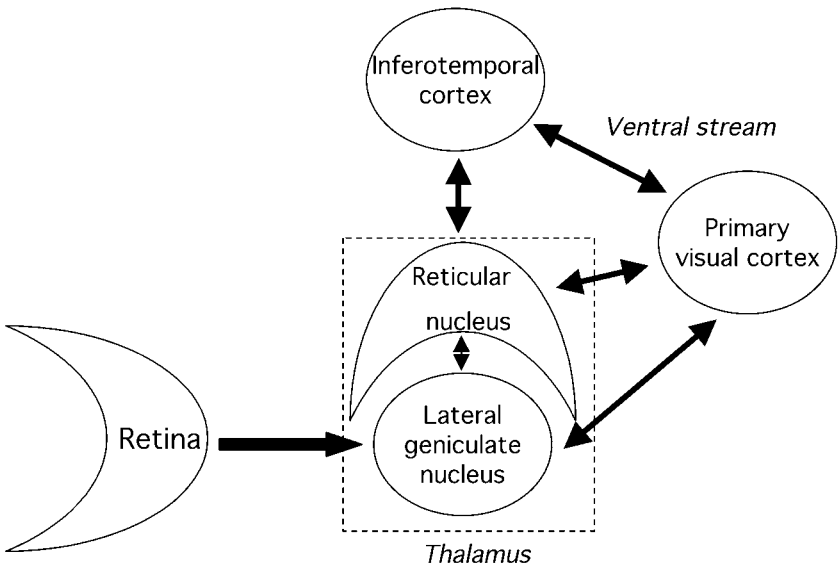 Inferotemporal
cortex
Ventral stream
Primary
visual cortex
Reticular
nucleus
Retina
Lateral
geniculate
nucleus
Thalamus